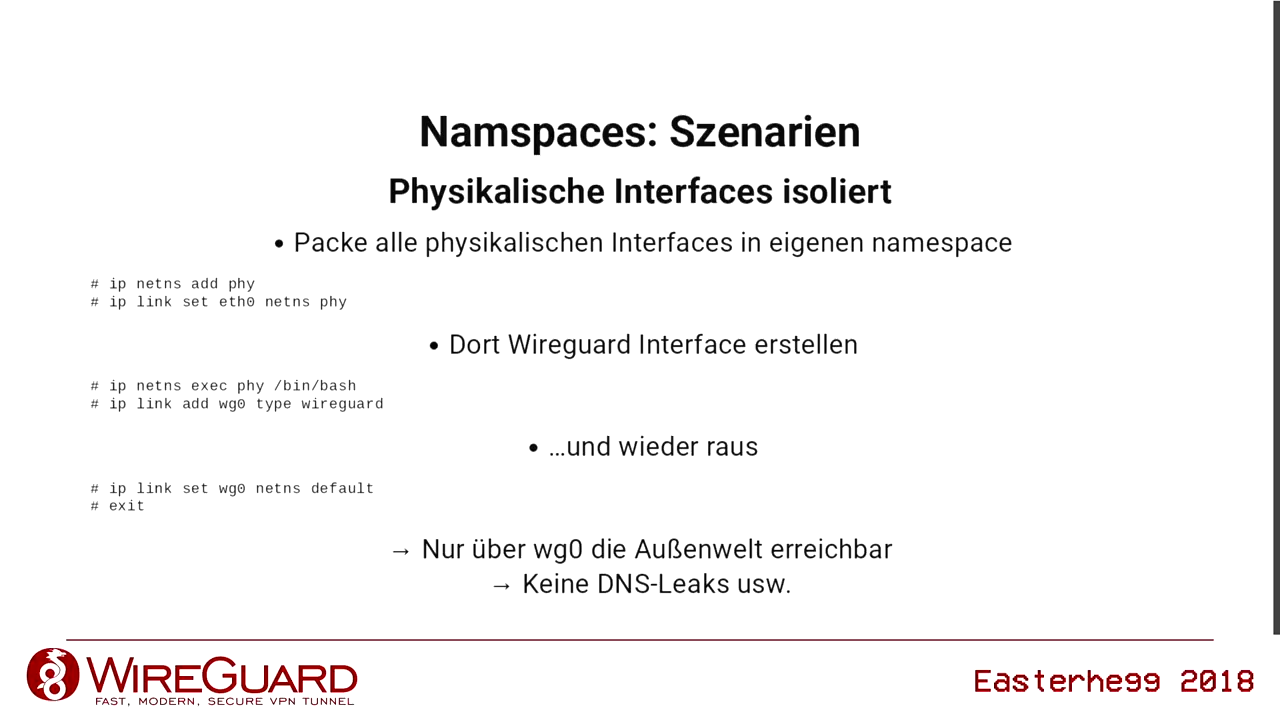 Namspaces: Szenarien
Physikalische Interfaces isoliert
• Packe alle physikalischen Interfaces in eigenen namespace
# ip netns add phy
# ip link set eth0 netns phy
• Dort Wireguard Interface erstellen
# ip netns exec phy /bin/bash
# ip link add wg0 type wireguard
• …und wieder raus
# ip link set wg0 netns default
# exit
→ Nur über wg0 die Außenwelt erreichbar
→ Keine DNS-Leaks usw.
WIREGUARD
FAST, MODERN, SECURE VPN TUNNEL
Easterhegg 2018